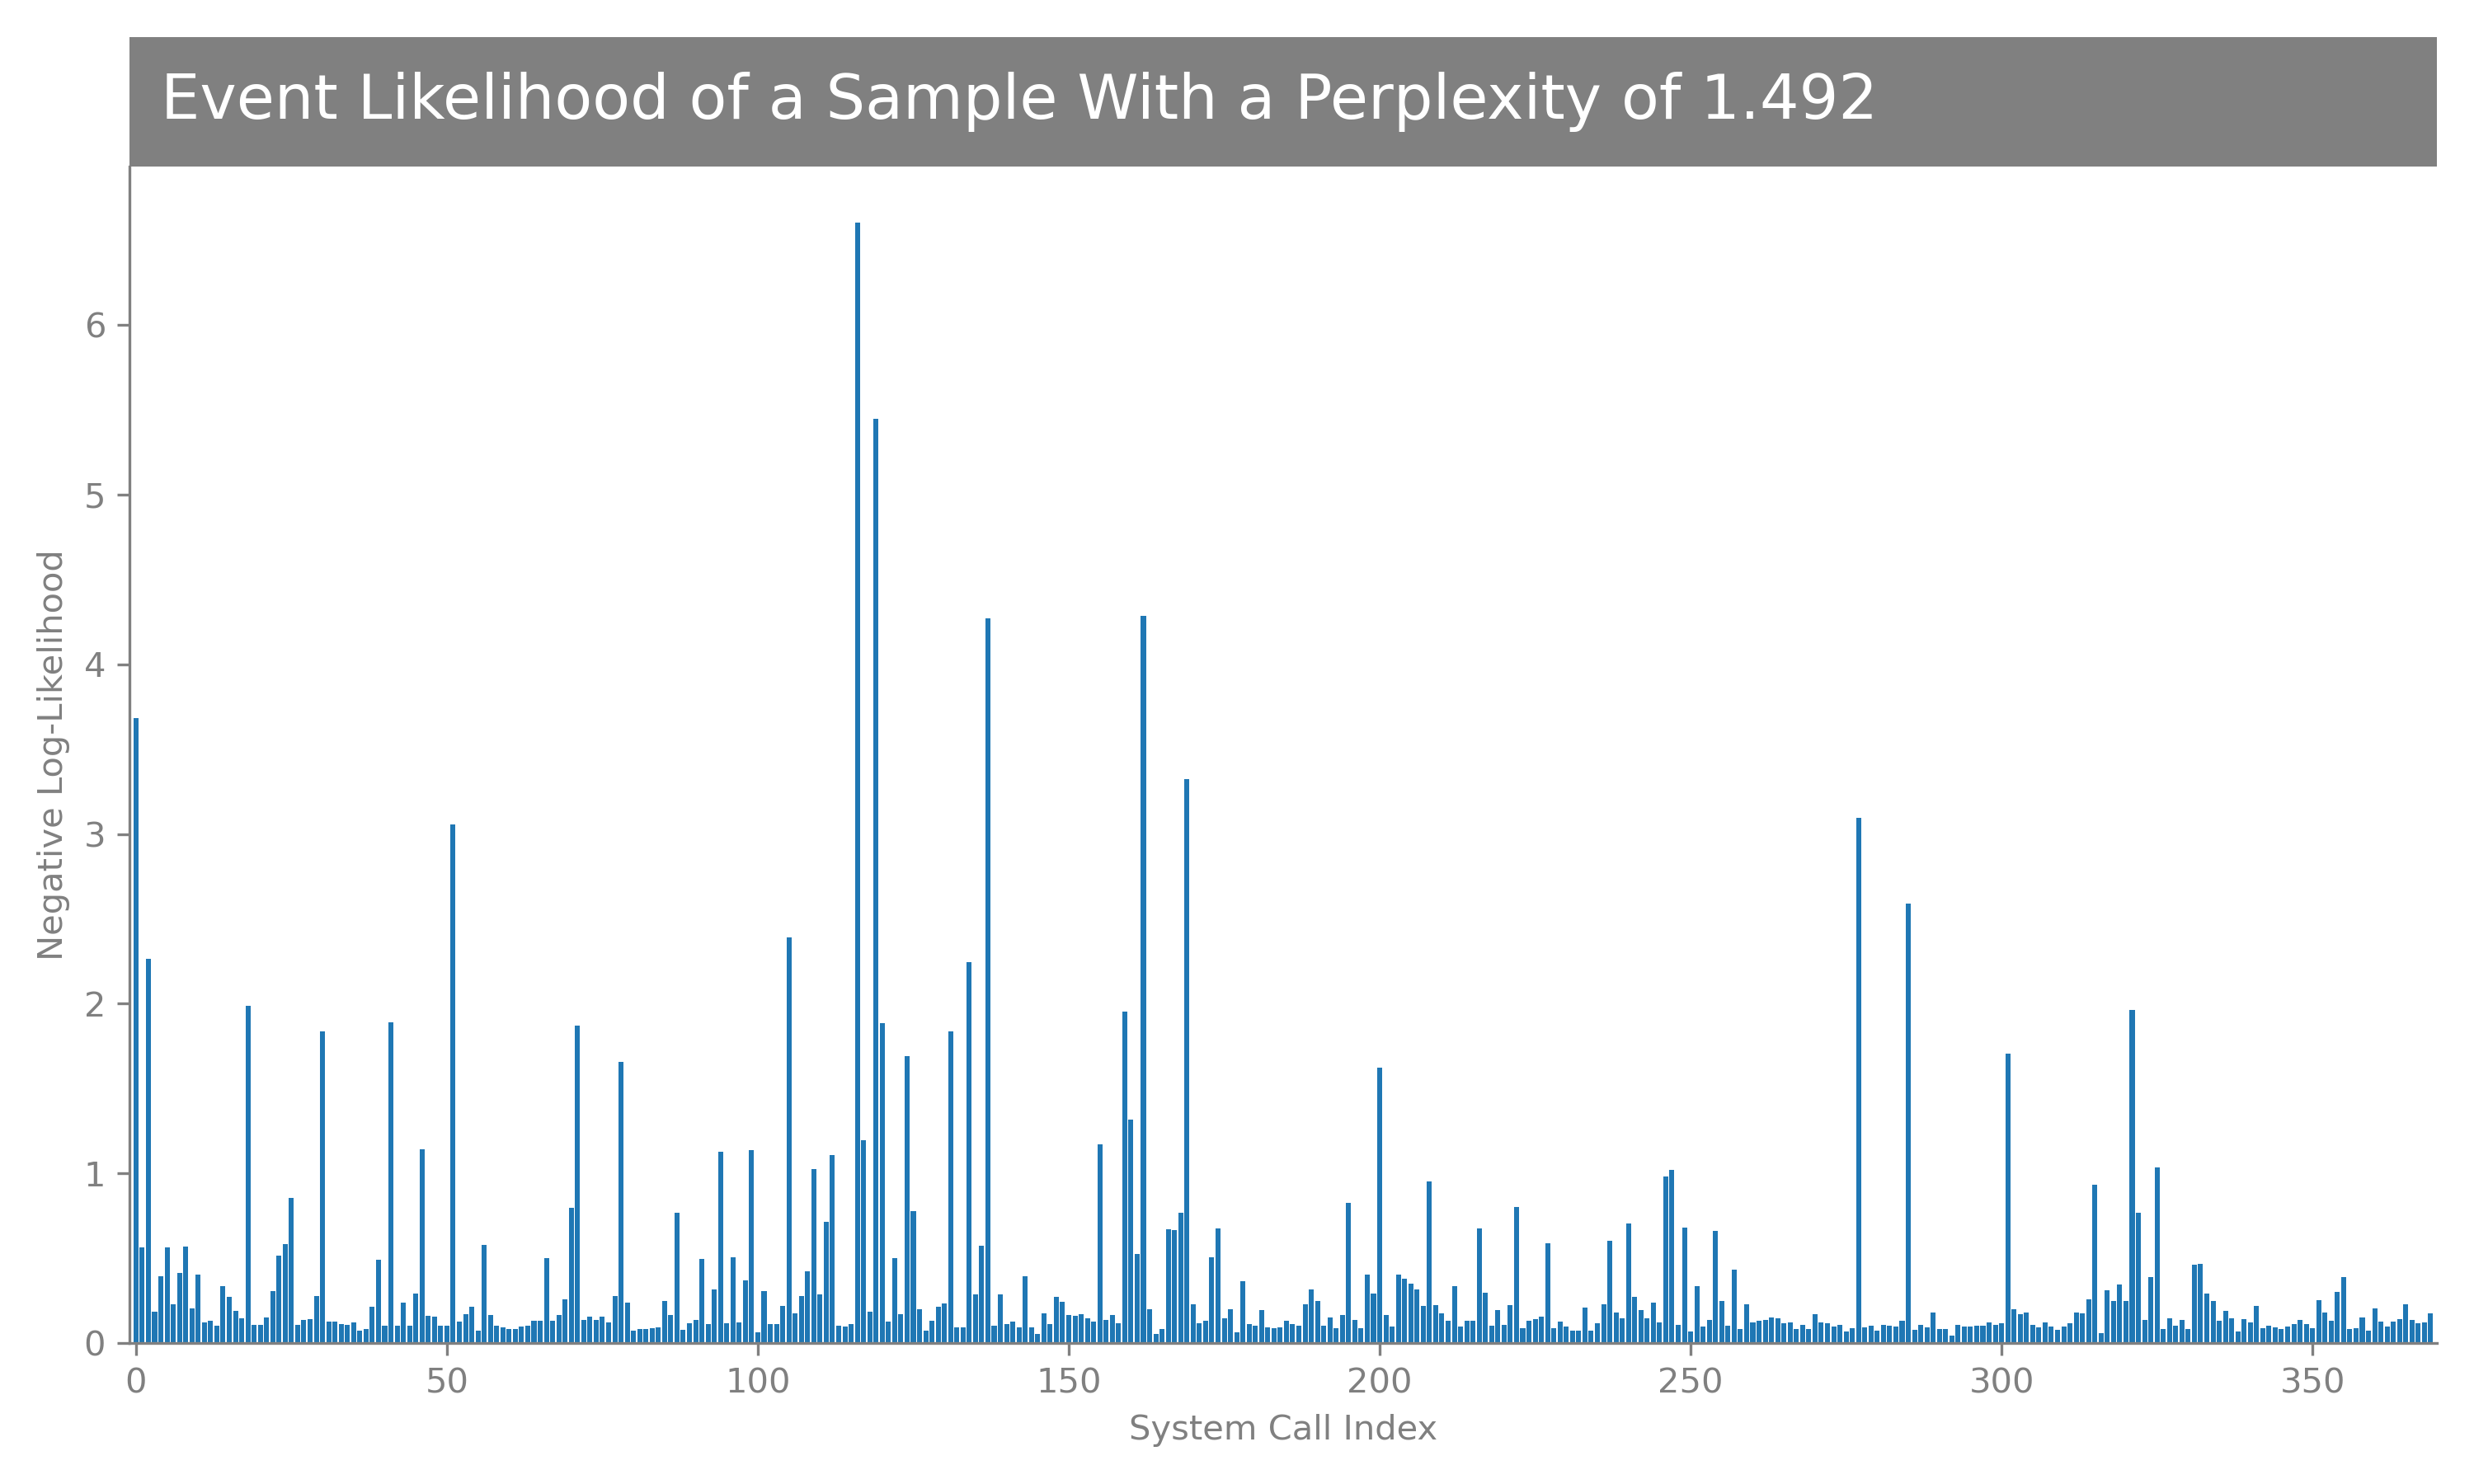 Event Likelihood of a Sample With a Perplexity of 1.492
Negative Log-Likelihood
6
5
4
3
2
1
0
0 50 100 150 200 250 300 350
System Call Index